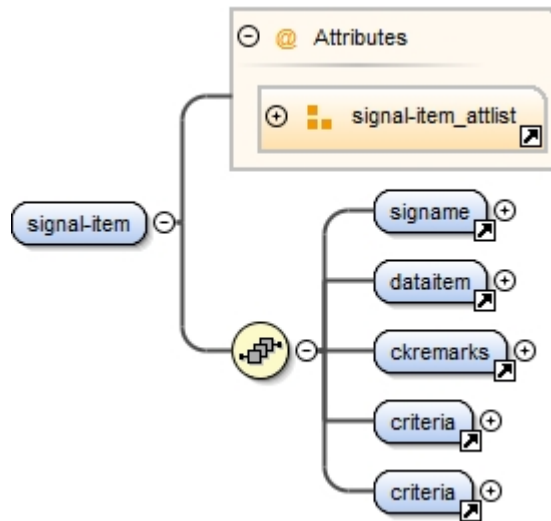 @ Attributes
signal-item_attlist
signal-item
signame
dataitem
ckremarks
criteria
criteria